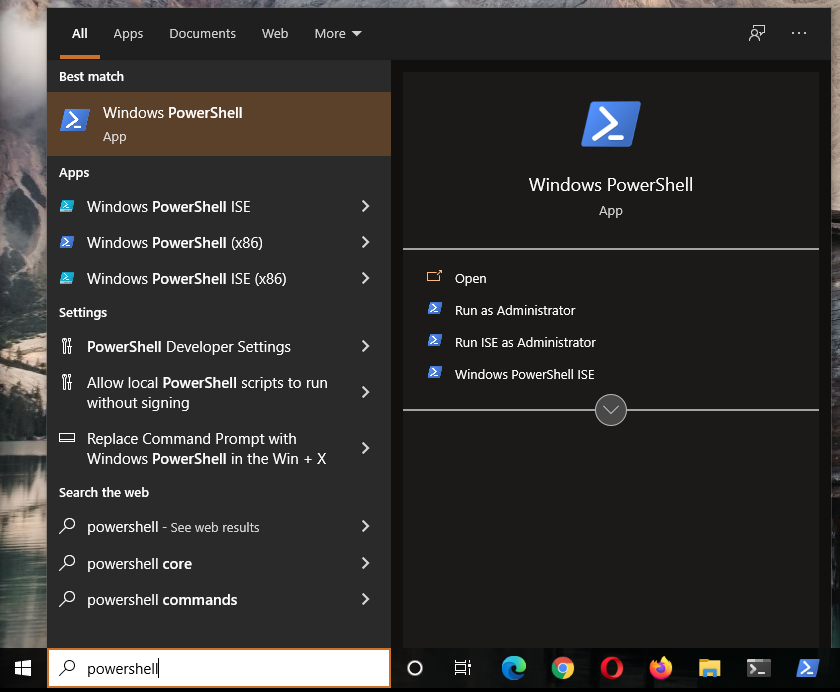 All Apps Documents Web More
Best match
Windows PowerShell
App
Apps
Windows PowerShell ISE
Windows PowerShell (x86)
Windows PowerShell ISE (x86)
Settings
PowerShell Developer Settings
Allow local PowerShell scripts to run
without signing
Replace Command Prompt with
Windows PowerShell in the Win + X
Search the web
powershell - See web results
powershell core
powershell commands
powershell
Windows PowerShell
App
Open
Run as Administrator
Run ISE as Administrator
Windows PowerShell ISE